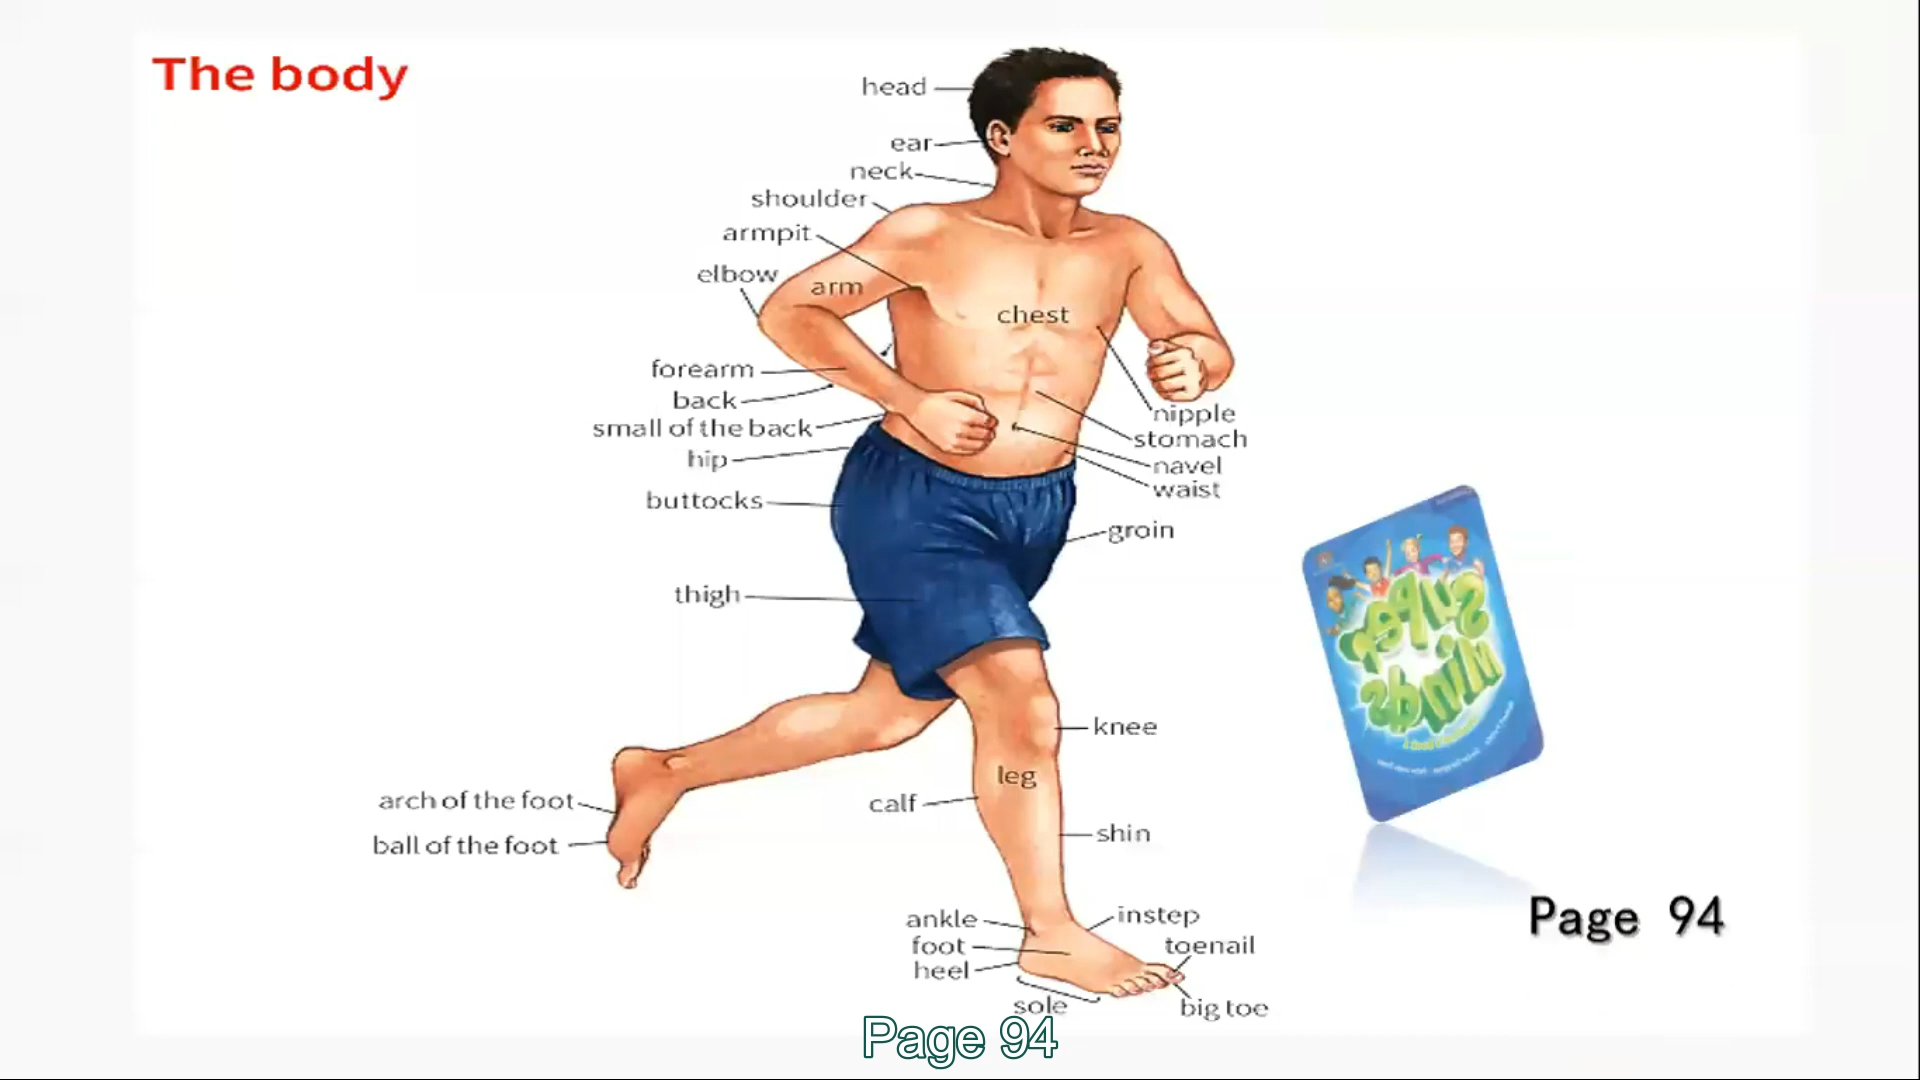 The body
head
ear
neck
shoulder
armpit
elbow
arm
chest
forearm
back
small of the back
hip
buttocks
thigh
nipple
stomach
navel
waist
groin
knee
leg
calf
shin
arch of the foot
ball of the foot
ankle
foot
heel
sole
instep
toenail
big toe
Super
Minds
Page 94
Page 94